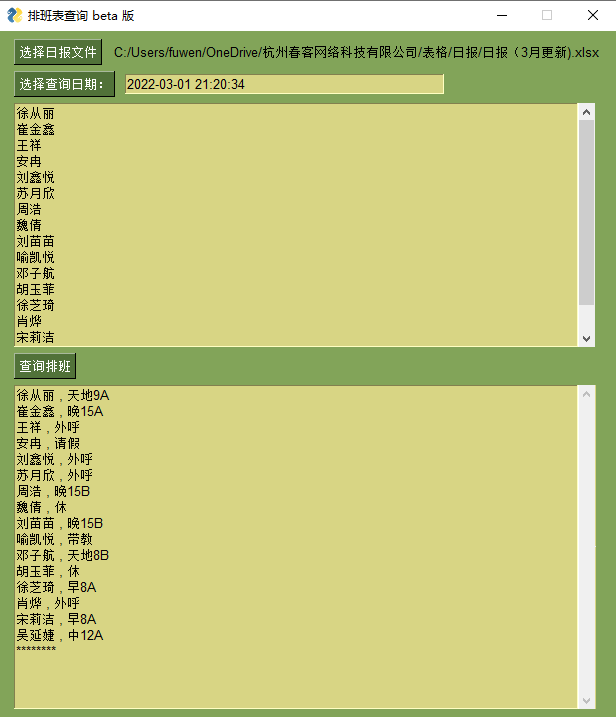 排班表查询 beta 版
选择日报文件 C:/Users/fuwen/OneDrive/杭州春客网络科技有限公司/表格/日报/日报（3月更新).xlsx
选择查询日期： 2022-03-01 21:20:34
徐从丽
崔金鑫
王祥
安冉
刘鑫悦
苏月欣
周浩
魏倩
刘苗苗
喻凯悦
邓子航
胡玉菲
徐芝琦
肖烨
宋莉洁
查询排班
徐从丽，天地9A
崔金鑫，晚15A
王祥，外呼
安冉，请假
刘鑫悦，外呼
苏月欣，外呼
周浩，晚15B
魏倩，休
刘苗苗，晚15B
喻凯悦，带教
邓子航，天地8B
胡玉菲，休
徐芝琦，早8A
肖烨，外呼
宋莉洁，早8A
吴延婕，中12A
********